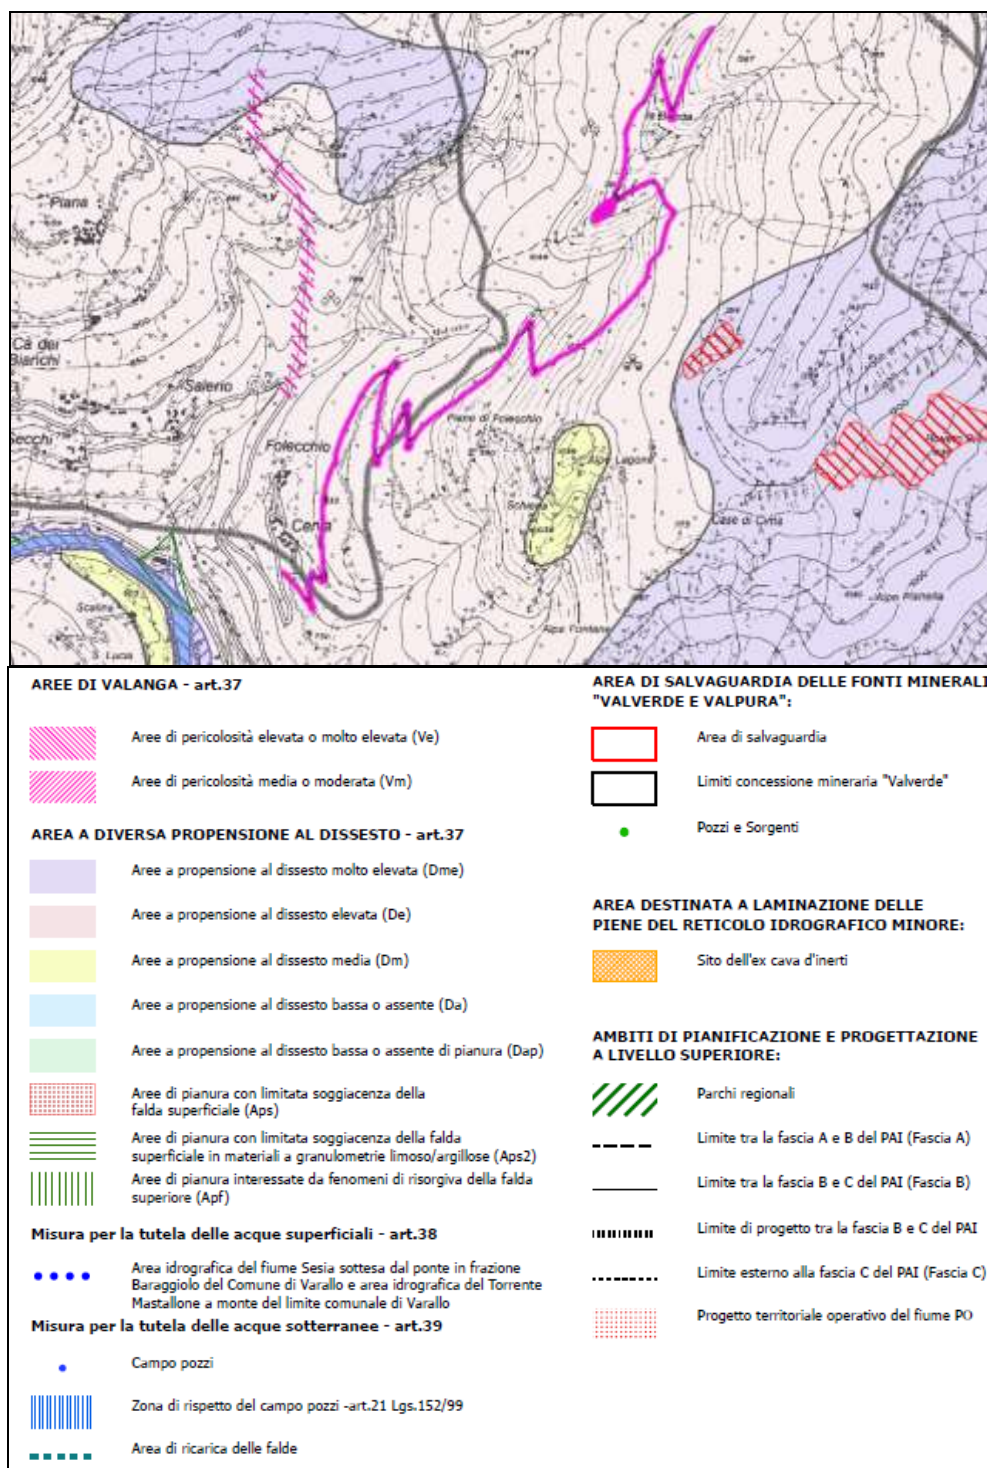 Piana
Ca dei
Bianchi
Salerio
Secchi
Folecchio
Piana di Folecchio
Cerva
Alpe Lagone
Case di Cima
S. Lucia
Alpe Fontana
AREE DI VALANGA - art.37
Aree di pericolosità elevata o molto elevata (Ve)
Aree di pericolosità media o moderata (Vm)
AREA A DIVERSA PROPENSIONE AL DISSESTO - art.37
Aree a propensione al dissesto molto elevata (Dme)
Aree a propensione al dissesto elevata (De)
Aree a propensione al dissesto media (Dm)
Aree a propensione al dissesto bassa o assente (Da)
Aree a propensione al dissesto bassa o assente di pianura (Dap)
Aree di pianura con limitata soggiacenza della
falda superficiale (Aps)
Aree di pianura con limitata soggiacenza della falda
superficiale in materiali a granulometrie limoso/argillose (Aps2)
Aree di pianura interessate da fenomeni di risorgiva della falda
superiore (Apf)
Misura per la tutela delle acque superficiali - art.38
Area idrografica del fiume Sesia sottesa dal ponte in frazione
Baraggiolo del Comune di Varallo e area idrografica del Torrente
Mastallone a monte del limite comunale di Varallo
Misura per la tutela delle acque sotterranee - art.39
Campo pozzi
Zona di rispetto del campo pozzi -art.21 Lgs.152/99
Area di ricarica delle falde
AREA DI SALVAGUARDIA DELLE FONTI MINERALI
"VALVERDE E VALPURA":
Area di salvaguardia
Limiti concessione mineraria "Valverde"
Pozzi e Sorgenti
AREA DESTINATA A LAMINAZIONE DELLE
PIENE DEL RETICOLO IDROGRAFICO MINORE:
Sito dell'ex cava d'inerti
AMBITI DI PIANIFICAZIONE E PROGETTAZIONE
A LIVELLO SUPERIORE:
Parchi regionali
Limite tra la fascia A e B del PAI (Fascia A)
Limite tra la fascia B e C del PAI (Fascia B)
Limite di progetto tra la fascia B e C del PAI
Limite esterno alla fascia C del PAI (Fascia C)
Progetto territoriale operativo del fiume PO